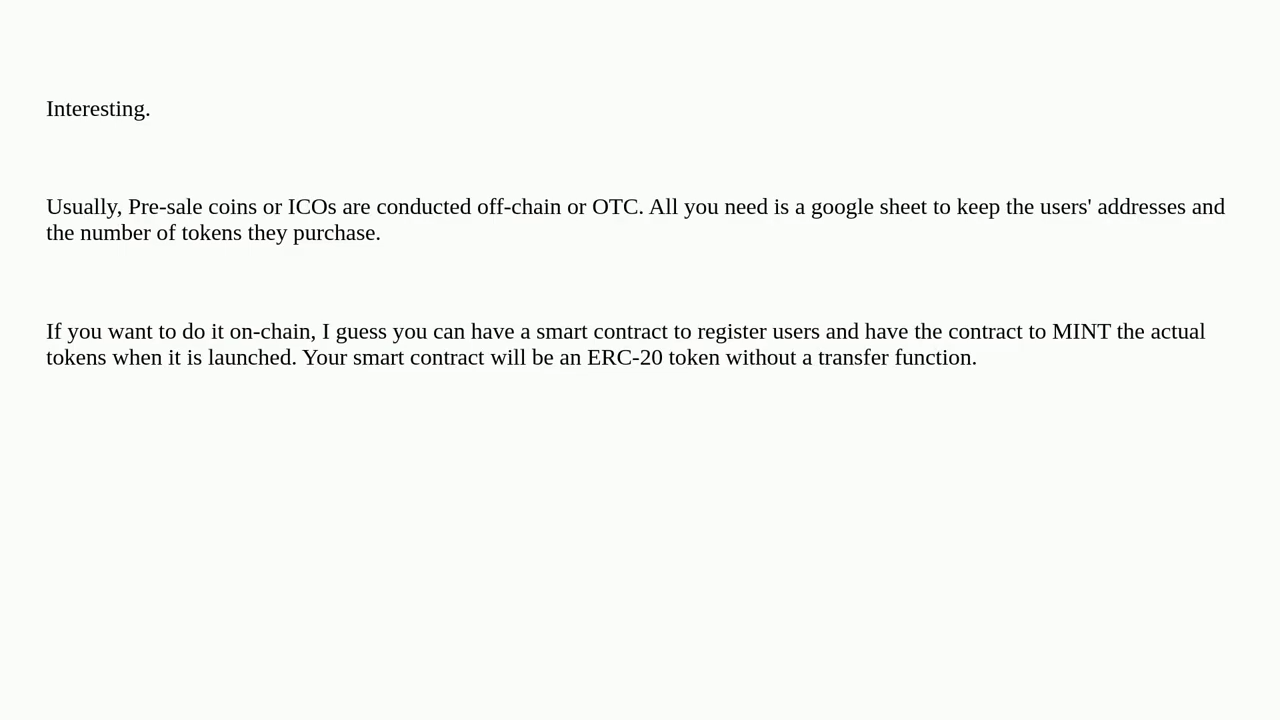 Interesting.
Usually, Pre-sale coins or ICOs are conducted off-chain or OTC. All you need is a google sheet to keep the users' addresses and
the number of tokens they purchase.
If you want to do it on-chain, I guess you can have a smart contract to register users and have the contract to MINT the actual
tokens when it is launched. Your smart contract will be an ERC-20 token without a transfer function.